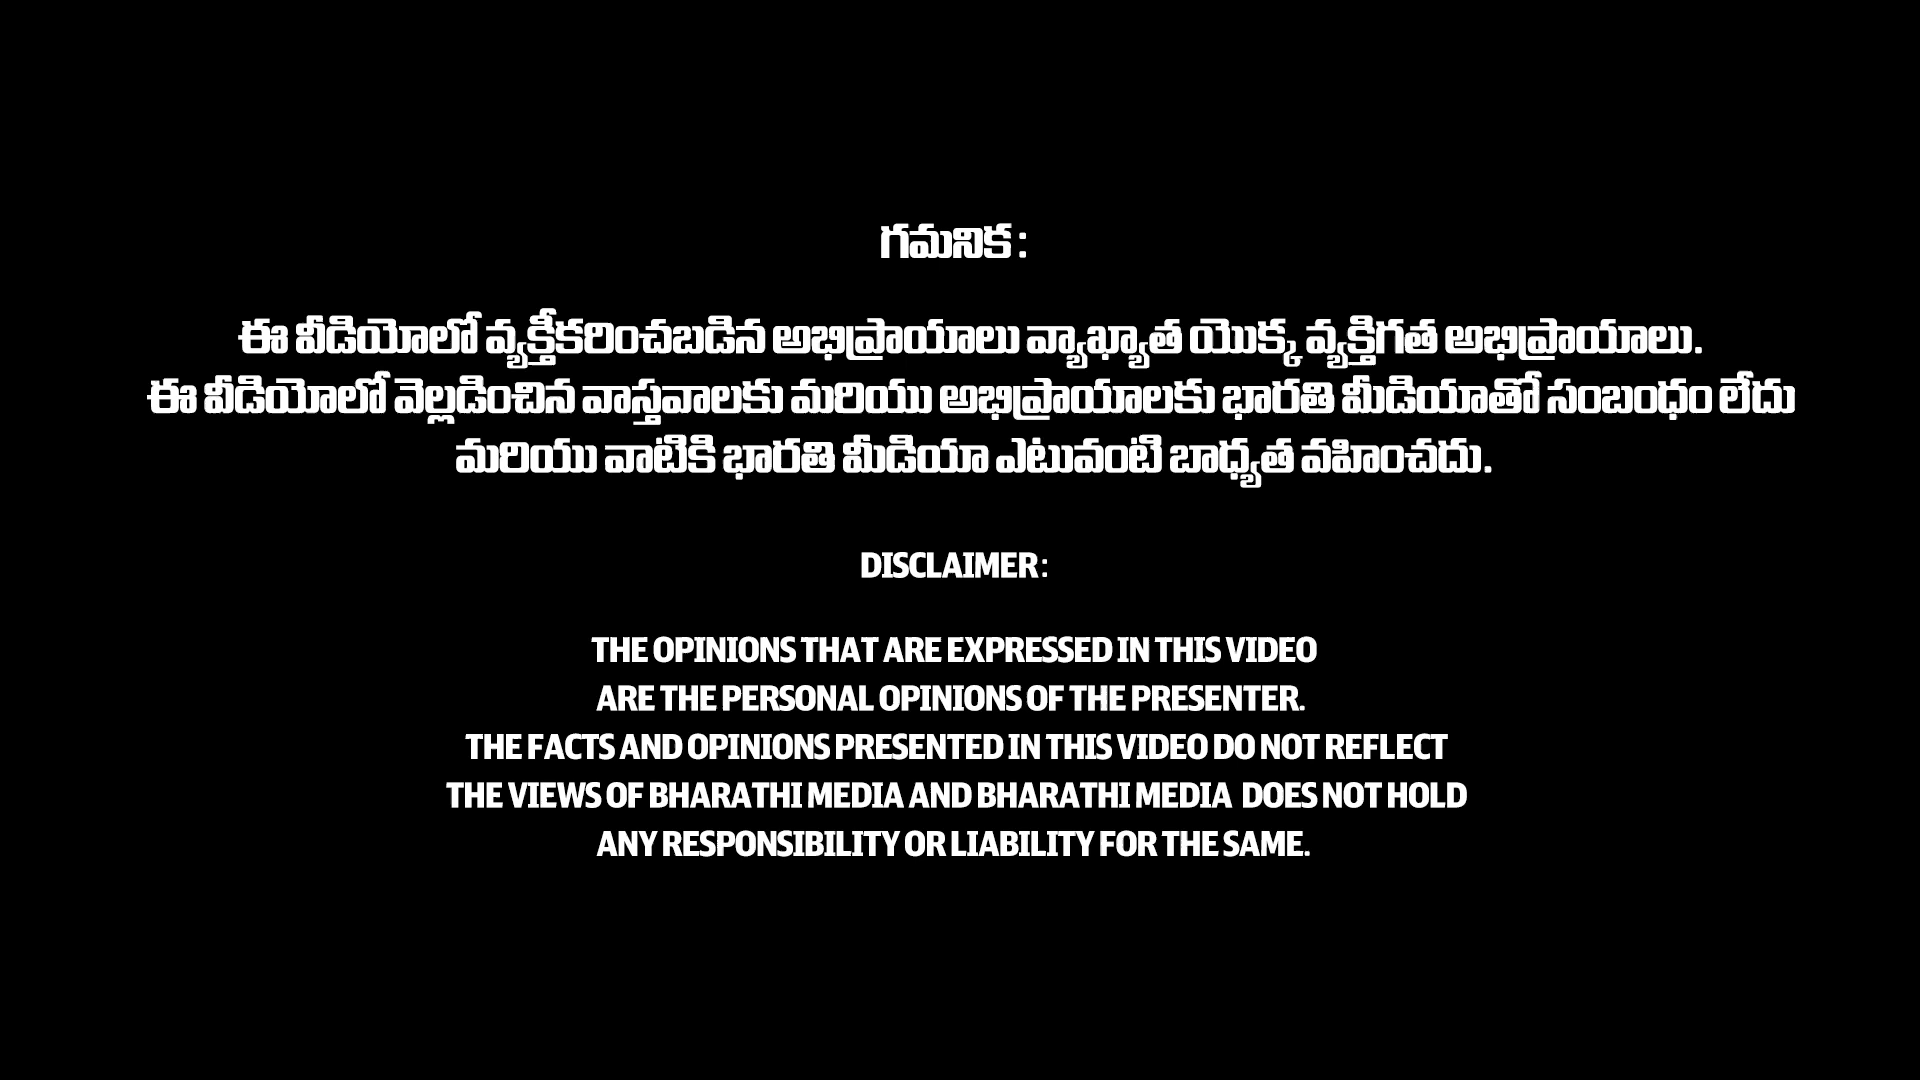 గమనిక :
ఈ వీడియోలో వ్యక్తీకరించబడిన అభిప్రాయాలు వ్యాఖ్యాత యొక్క వ్యక్తిగత అభిప్రాయాలు.
ఈ వీడియోలో వెల్లడించిన వాస్తవాలకు మరియు అభిప్రాయాలకు భారతి మీడియాతో సంబంధం లేదు
మరియు వాటికి భారతి మీడియా ఎటువంటి బాధ్యత వహించదు.
DISCLAIMER :
THE OPINIONS THAT ARE EXPRESSED IN THIS VIDEO
ARE THE PERSONAL OPINIONS OF THE PRESENTER.
THE FACTS AND OPINIONS PRESENTED IN THIS VIDEO DO NOT REFLECT
THE VIEWS OF BHARATHI MEDIA AND BHARATHI MEDIA DOES NOT HOLD
ANY RESPONSIBILITY OR LIABILITY FOR THE SAME.